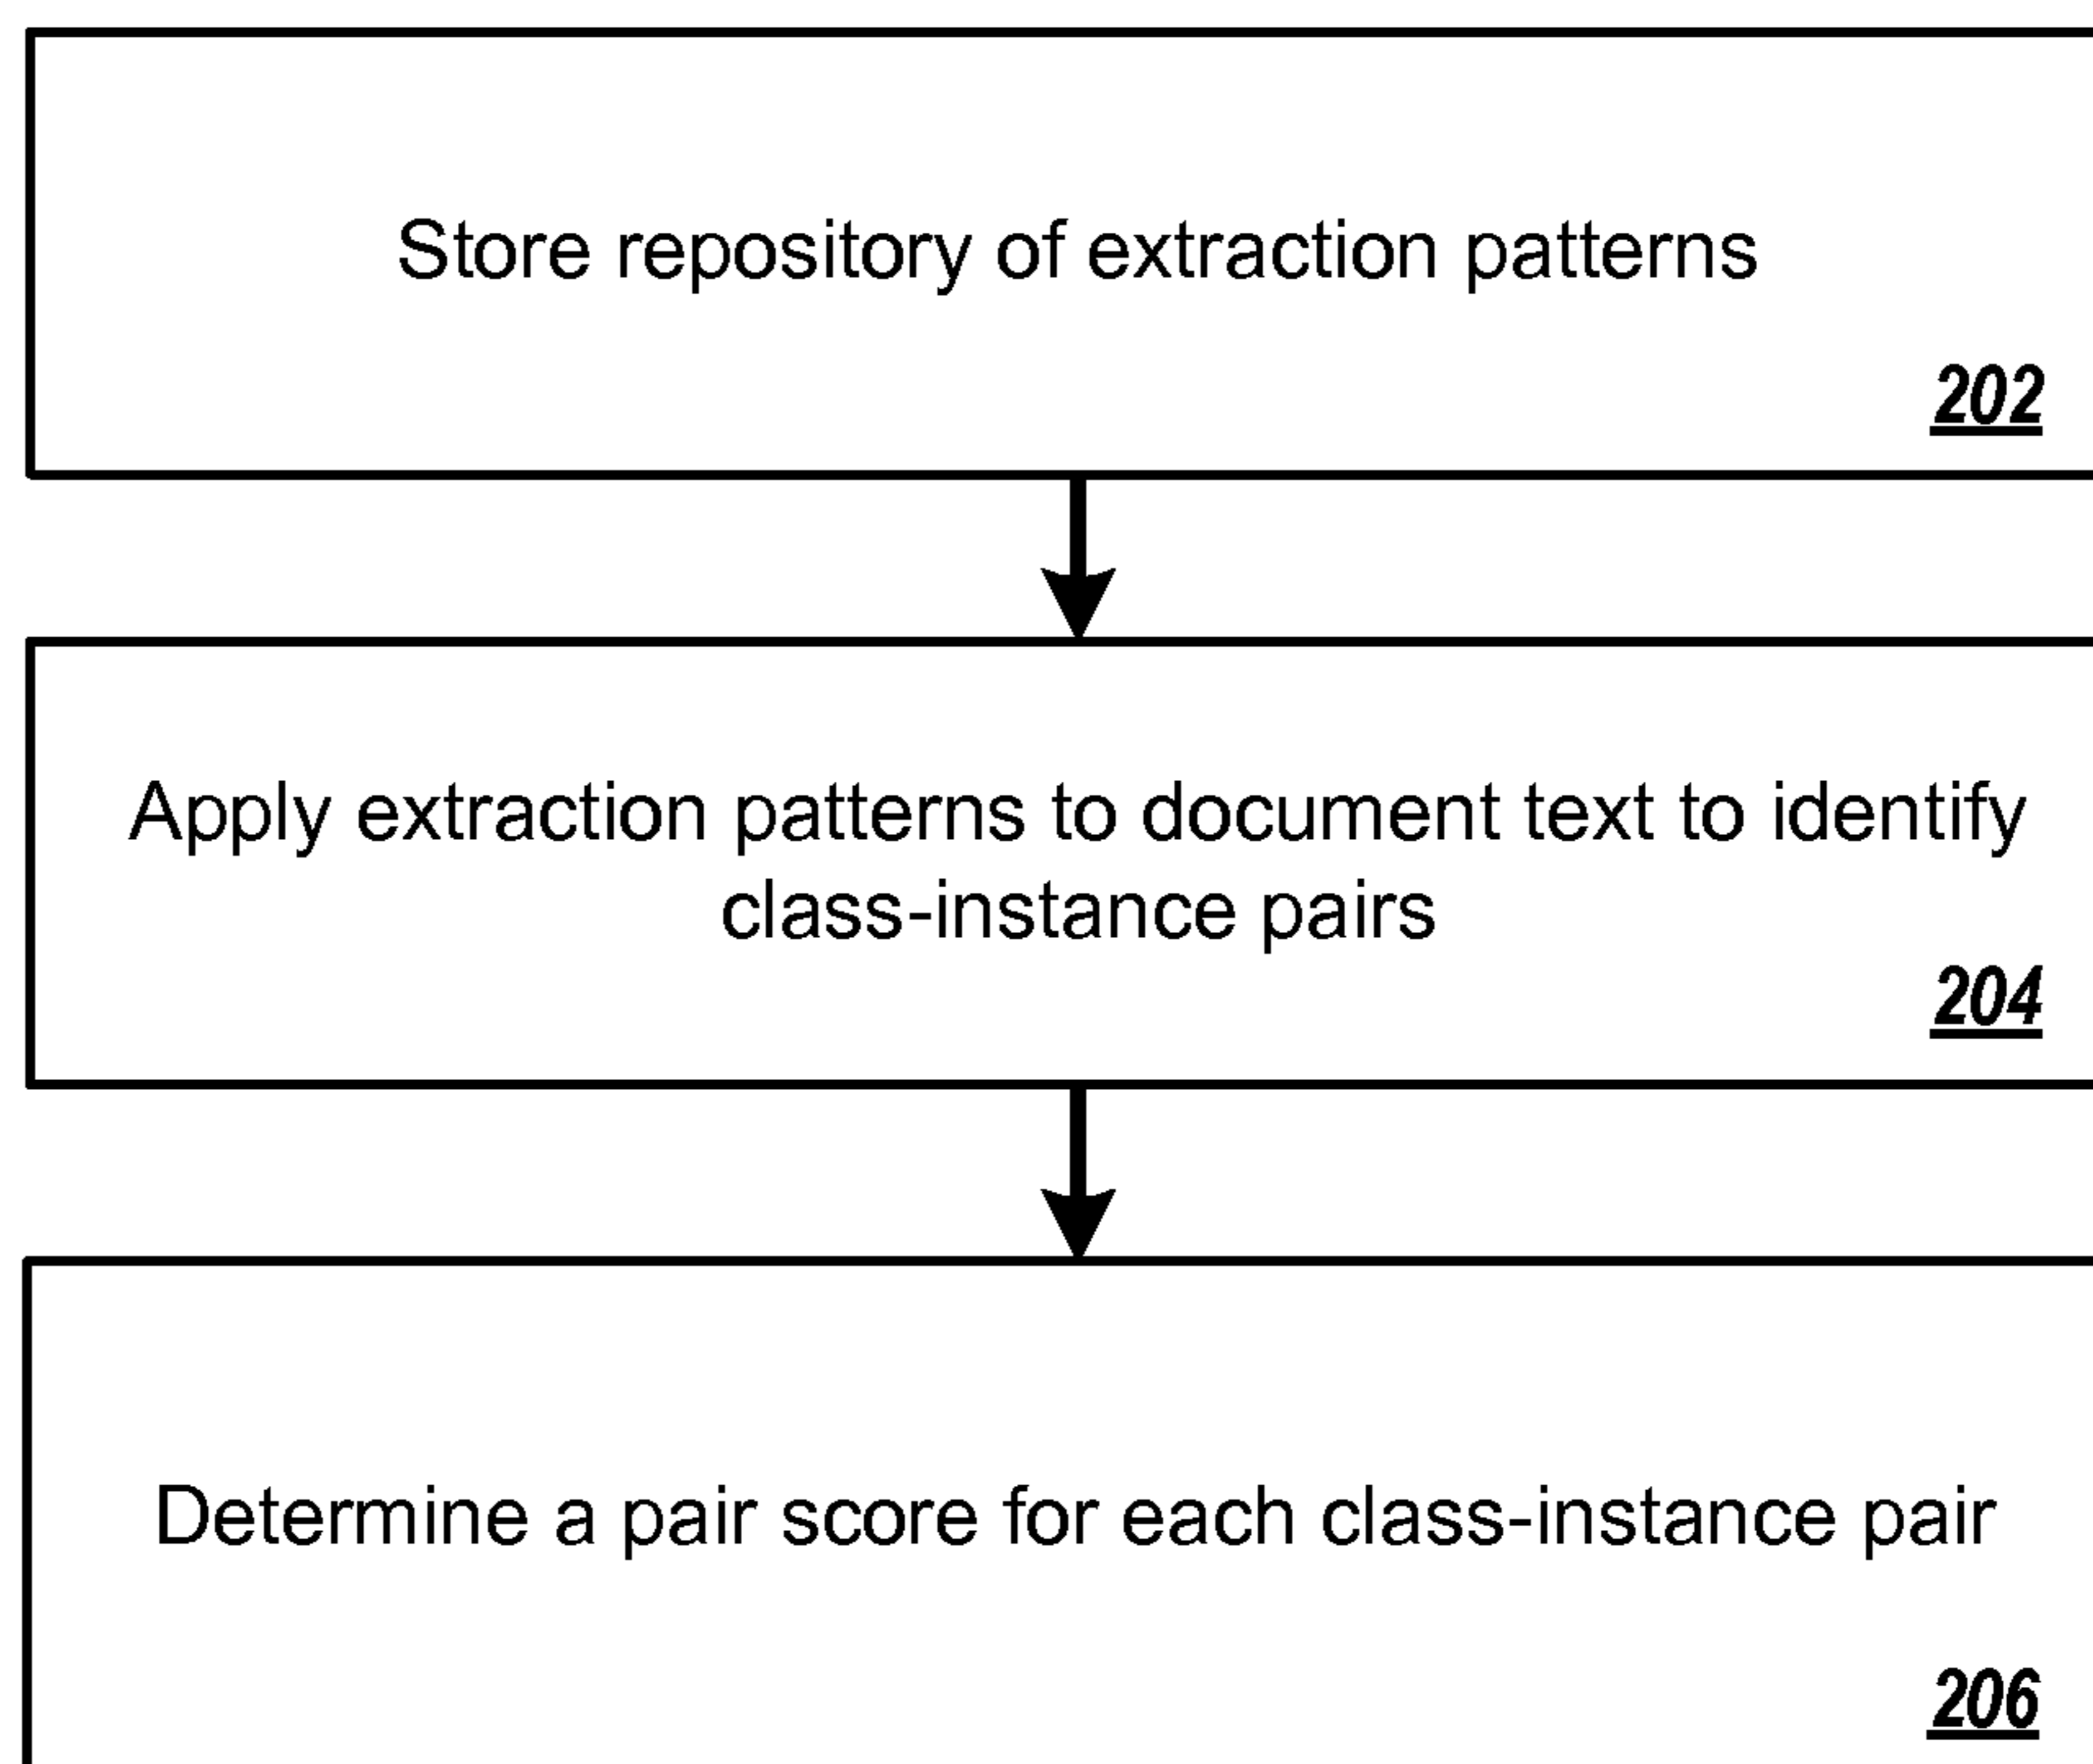 Store repository of extraction patterns
202
Apply extraction patterns to document text to identify
class-instance pairs
204
Determine a pair score for each class-instance pair
206